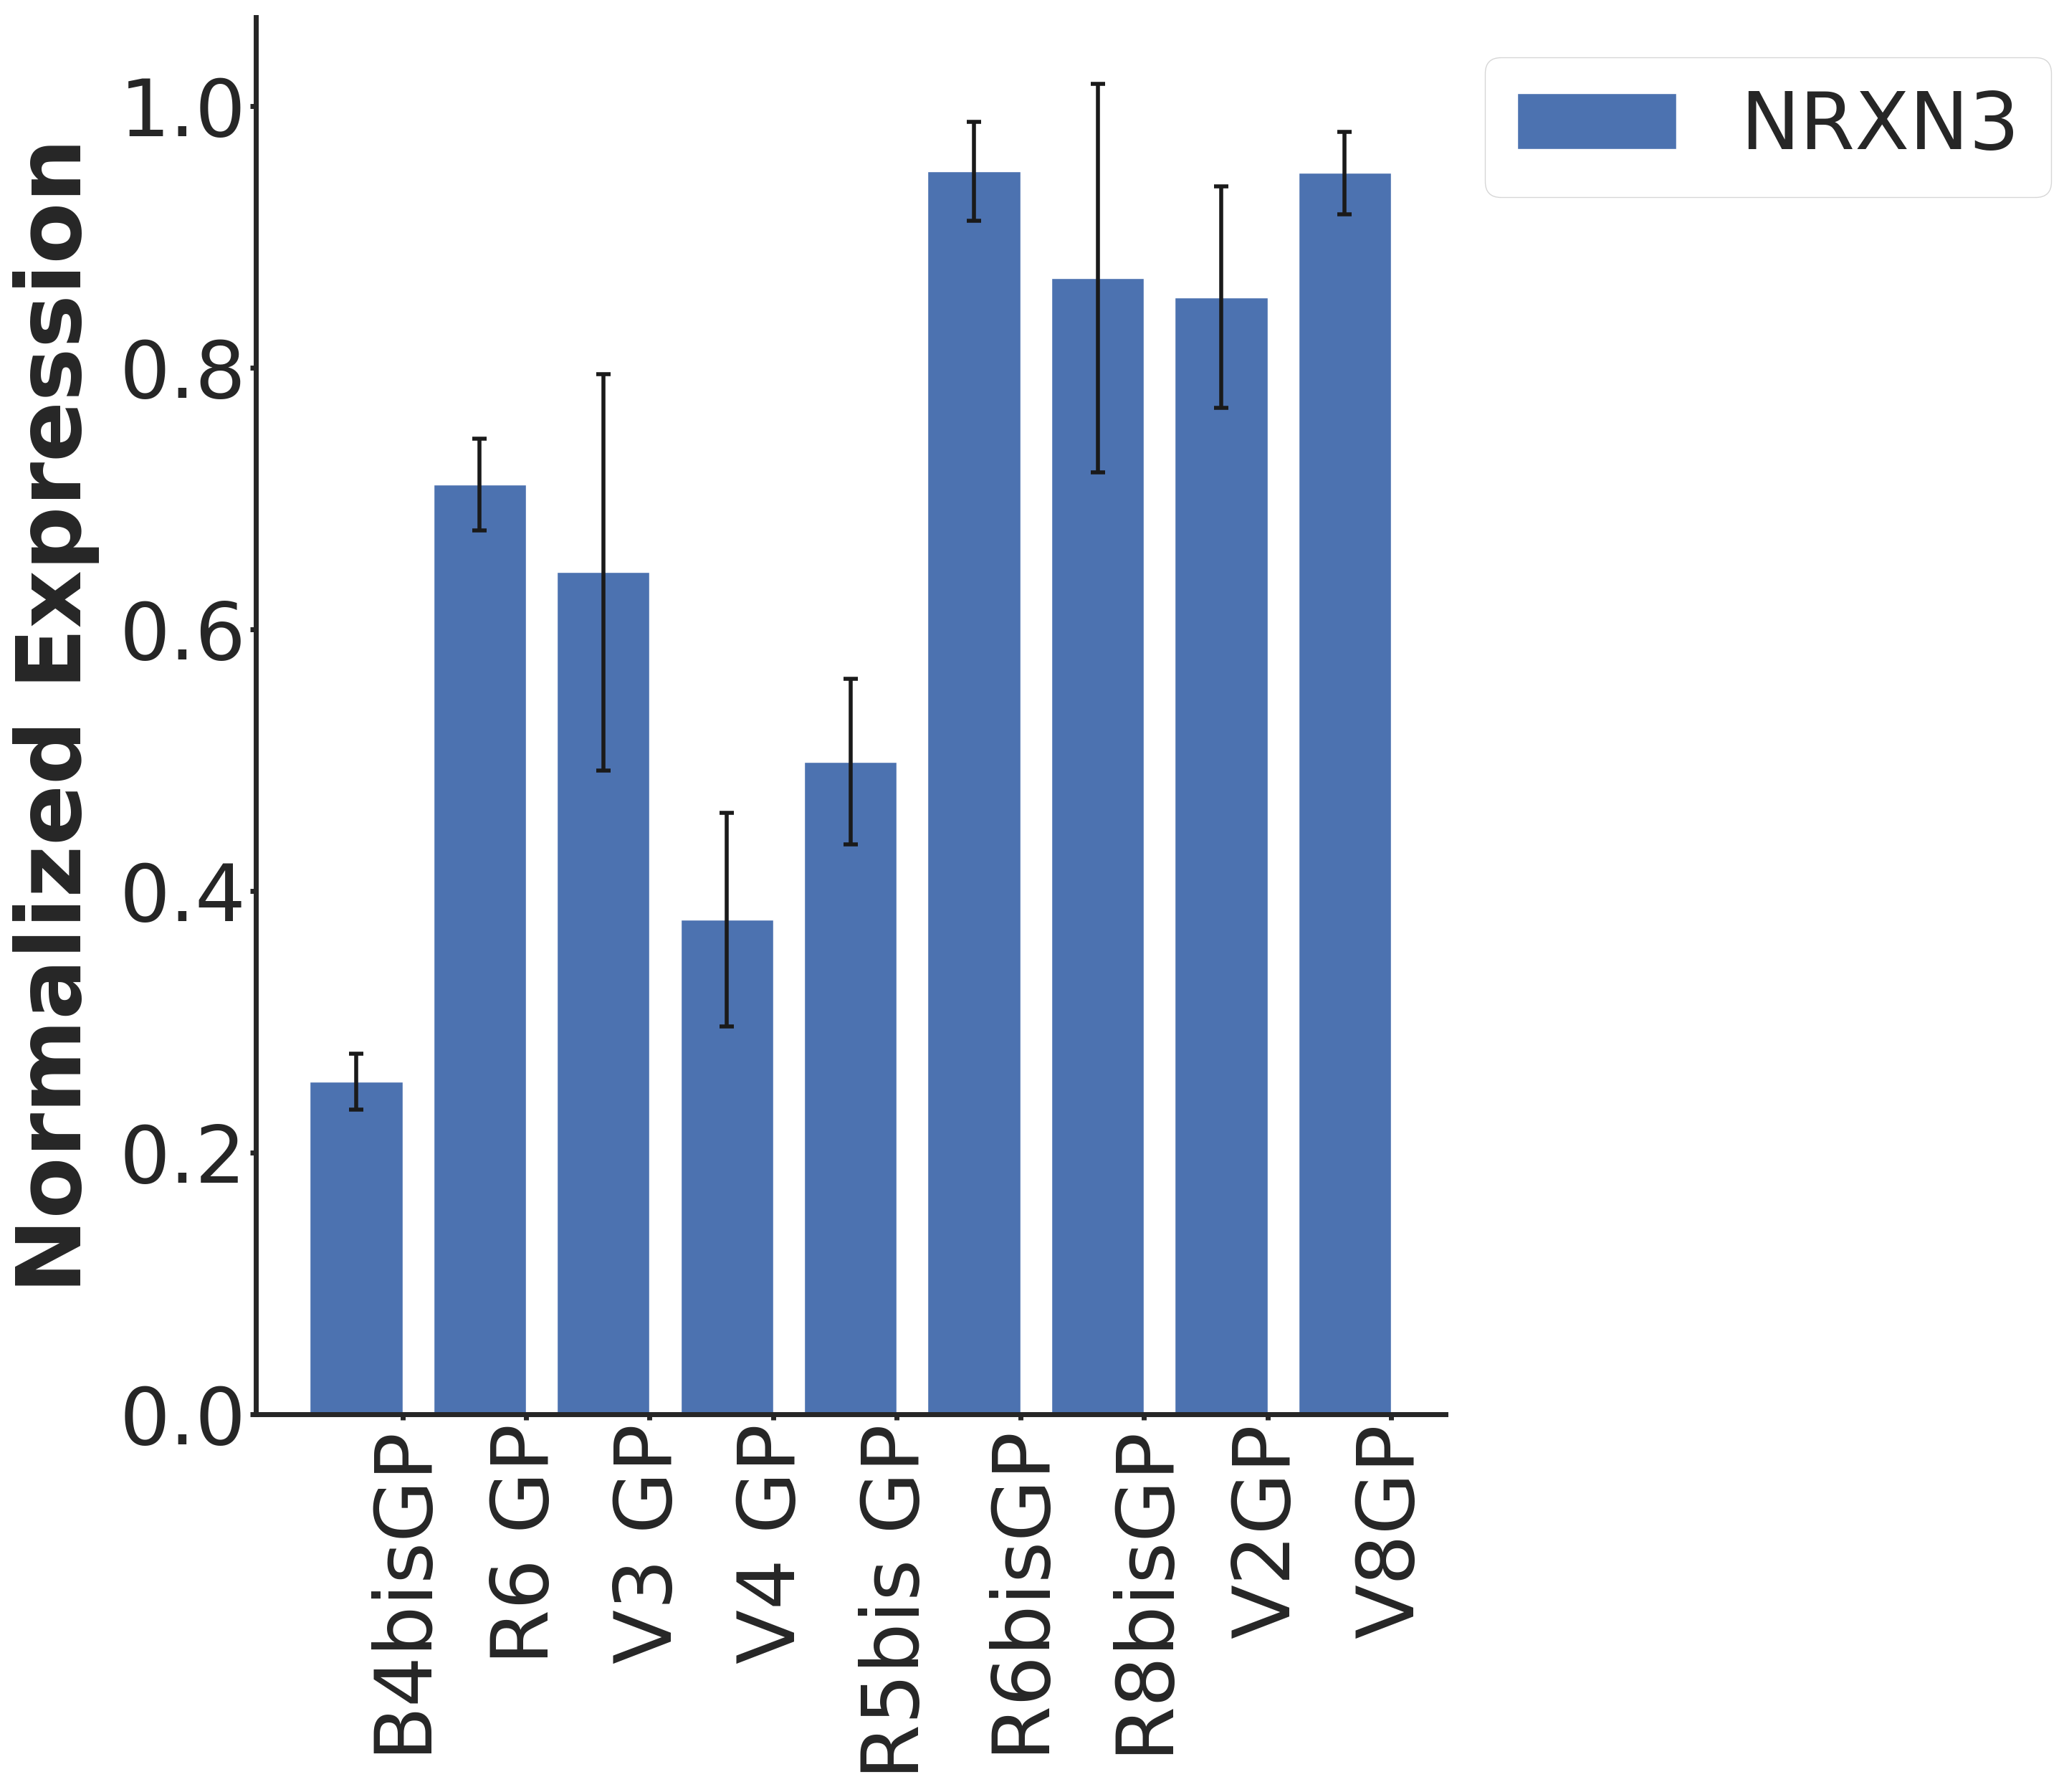 Normalized Expression
1.0
0.8
0.6
0.4
0.2
0.0
B4bisGP
R6 GP
V3 GP
V4 GP
R5bis GP
R6bisGP
R8bisGP
V2GP
V8GP
NRXN3